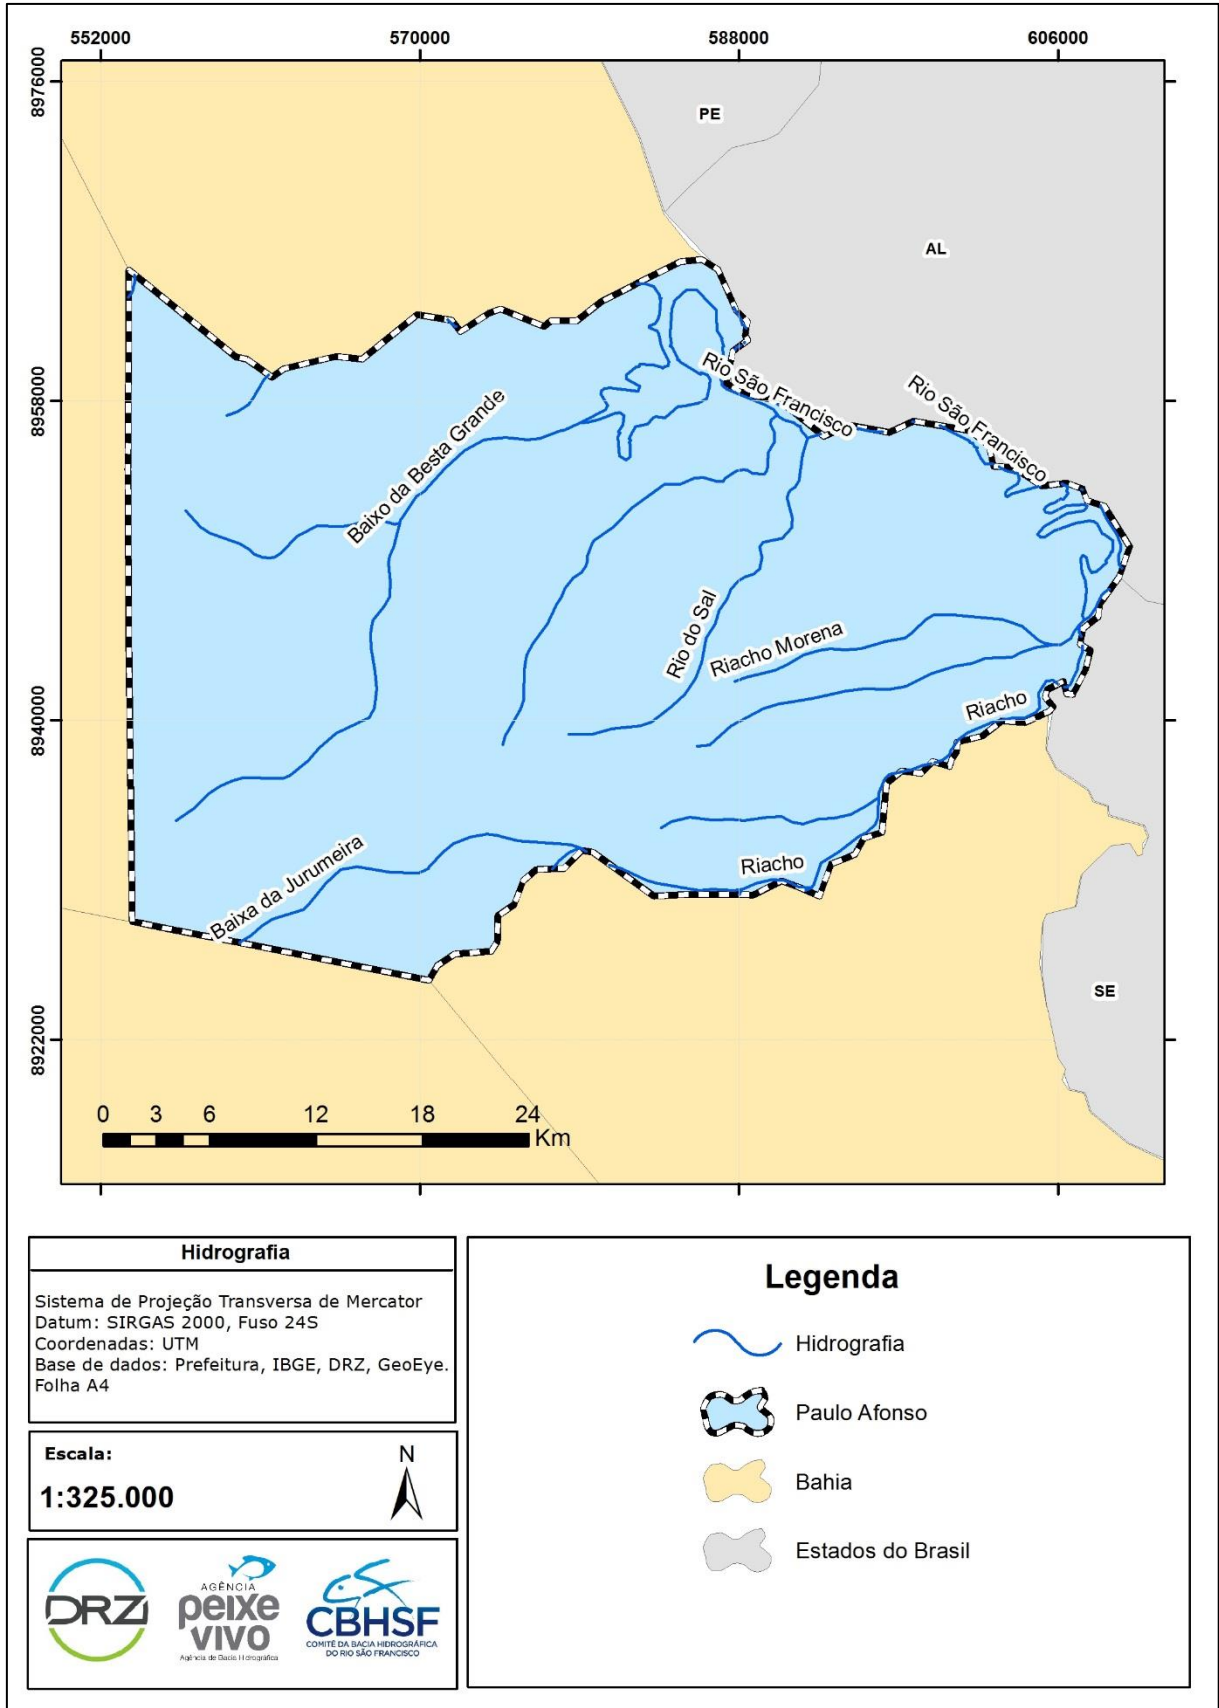 552000 570000 588000 606000
8976000
8958000
8940000
8922000
PE
AL
SE
Rio São Francisco
Rio São Francisco
Baixo da Besta Grande
Rio do Sal
Riacho Morena
Riacho
Riacho
Baixa da Jurumeira
0 3 6 12 18 24
Km
Hidrografia
Sistema de Projeção Transversa de Mercator
Datum: SIRGAS 2000, Fuso 24S
Coordenadas: UTM
Base de dados: Prefeitura, IBGE, DRZ, GeoEye.
Folha A4
Escala:
1:325.000
N
DRZ
AGÊNCIA
peixe
vivo
Agência de Bacia Hidrográfica
CBHSF
COMITÊ DA BACIA HIDROGRÁFICA
DO RIO SÃO FRANCISCO
Legenda
Hidrografia
Paulo Afonso
Bahia
Estados do Brasil